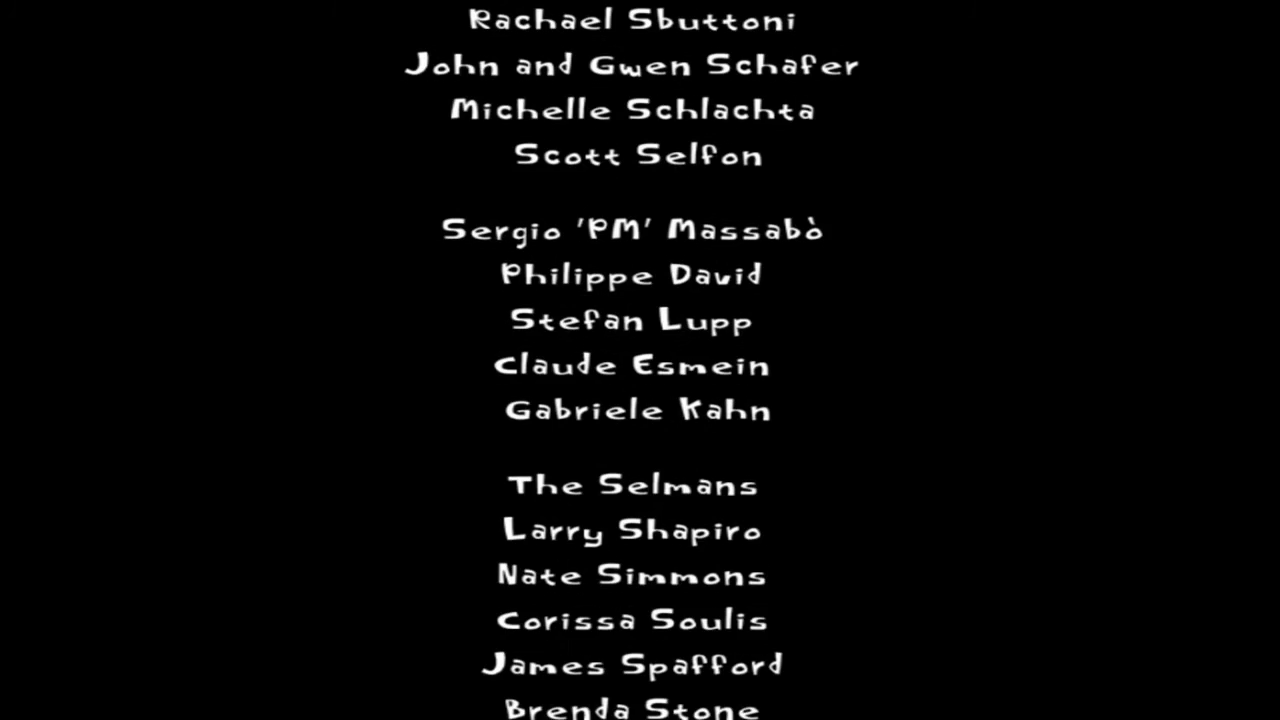 Rachael Sbuttoni
John and Gwen Schafer
Michelle Schlachta
Scott Selfon
Sergio 'PM' Massabò
Philippe David
Stefan Lupp
Claude Esmein
Gabriele Kahn
The Selmans
Larry Shapiro
Nate Simmons
Corissa Soulis
James Spafford
Brenda Stone